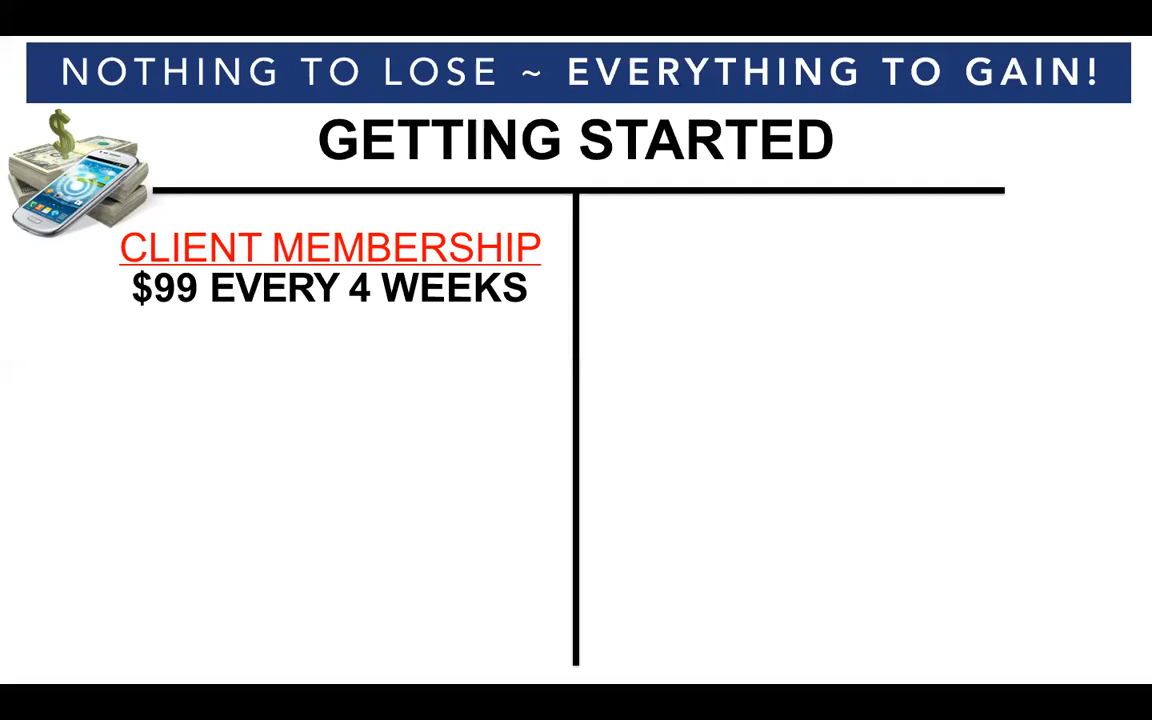 NOTHING TO LOSE ~ EVERYTHING TO GAIN!
GETTING STARTED
CLIENT MEMBERSHIP
$99 EVERY 4 WEEKS